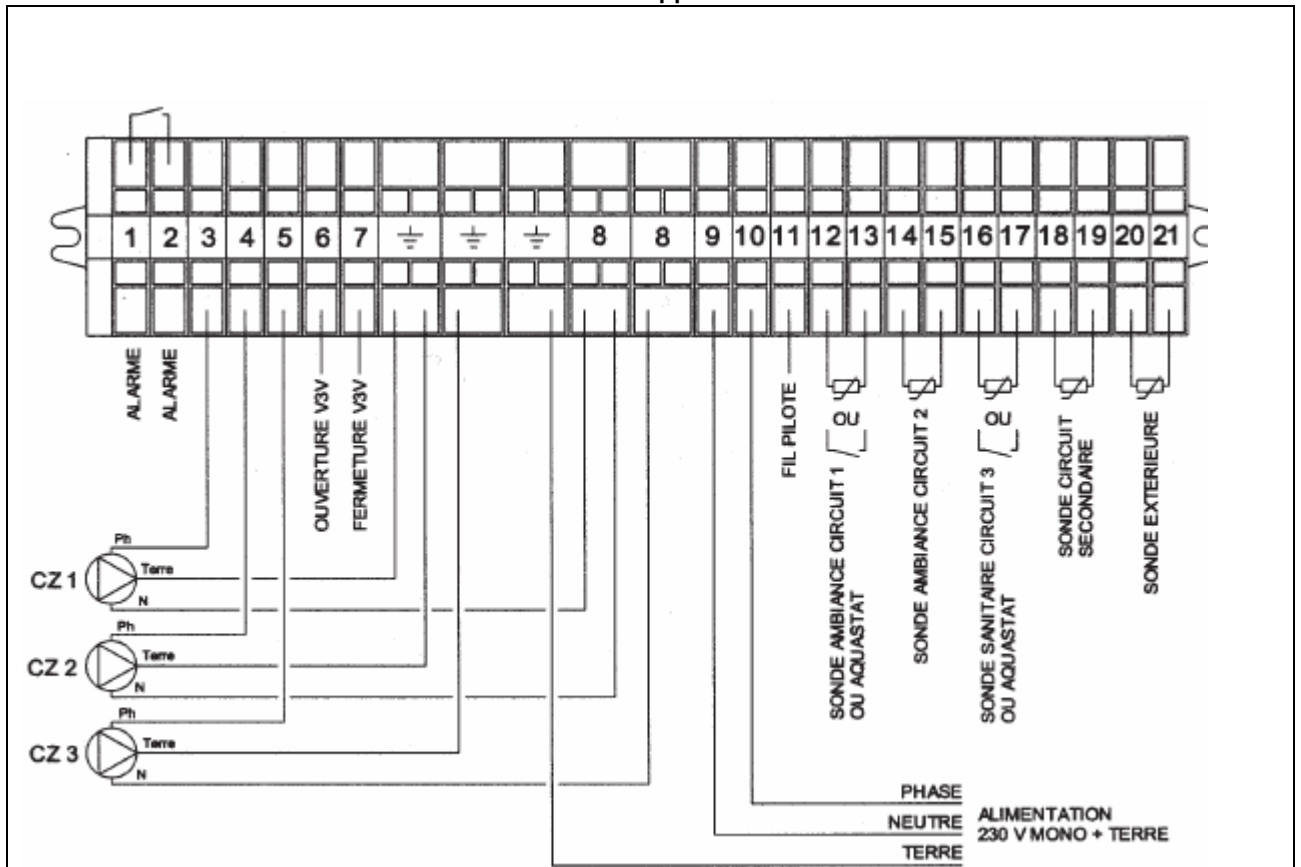 1 2 3 4 5 6 7 8 8 9 10 11 12 13 14 15 16 17 18 19 20 21
ALARME
ALARME
OUVERTURE V3V
FERMETURE V3V
FIL PILOTE
OU
SONDE AMBIANCE CIRCUIT 1
OU AQUASTAT
SONDE AMBIANCE CIRCUIT 2
OU
SONDE SANITAIRE CIRCUIT 3
OU AQUASTAT
SONDE CIRCUIT
SECONDAIRE
SONDE EXTERIEURE
CZ 1
Ph
Terre
N
CZ 2
Ph
Terre
N
CZ 3
Ph
Terre
N
PHASE
NEUTRE
TERRE
ALIMENTATION
230 V MONO + TERRE